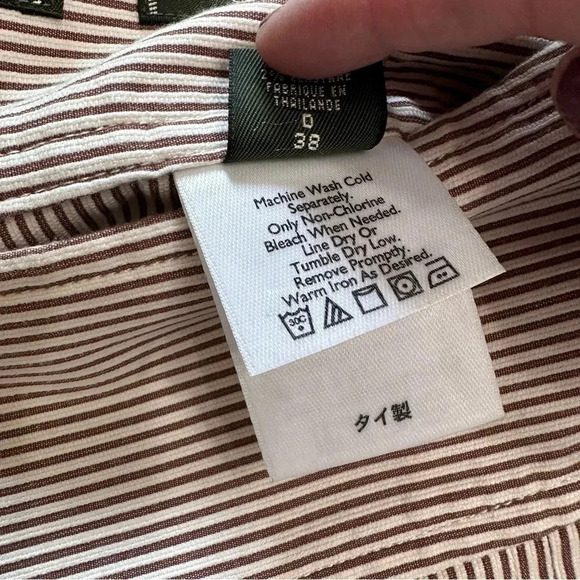 FABRIQUE EN
THAILANDE
0
38
Machine Wash Cold
Separately.
Only Non-Chlorine
Bleach When Needed.
Line Dry Or
Tumble Dry Low.
Remove Promptly.
Warm Iron As Desired.
30C
タイ製